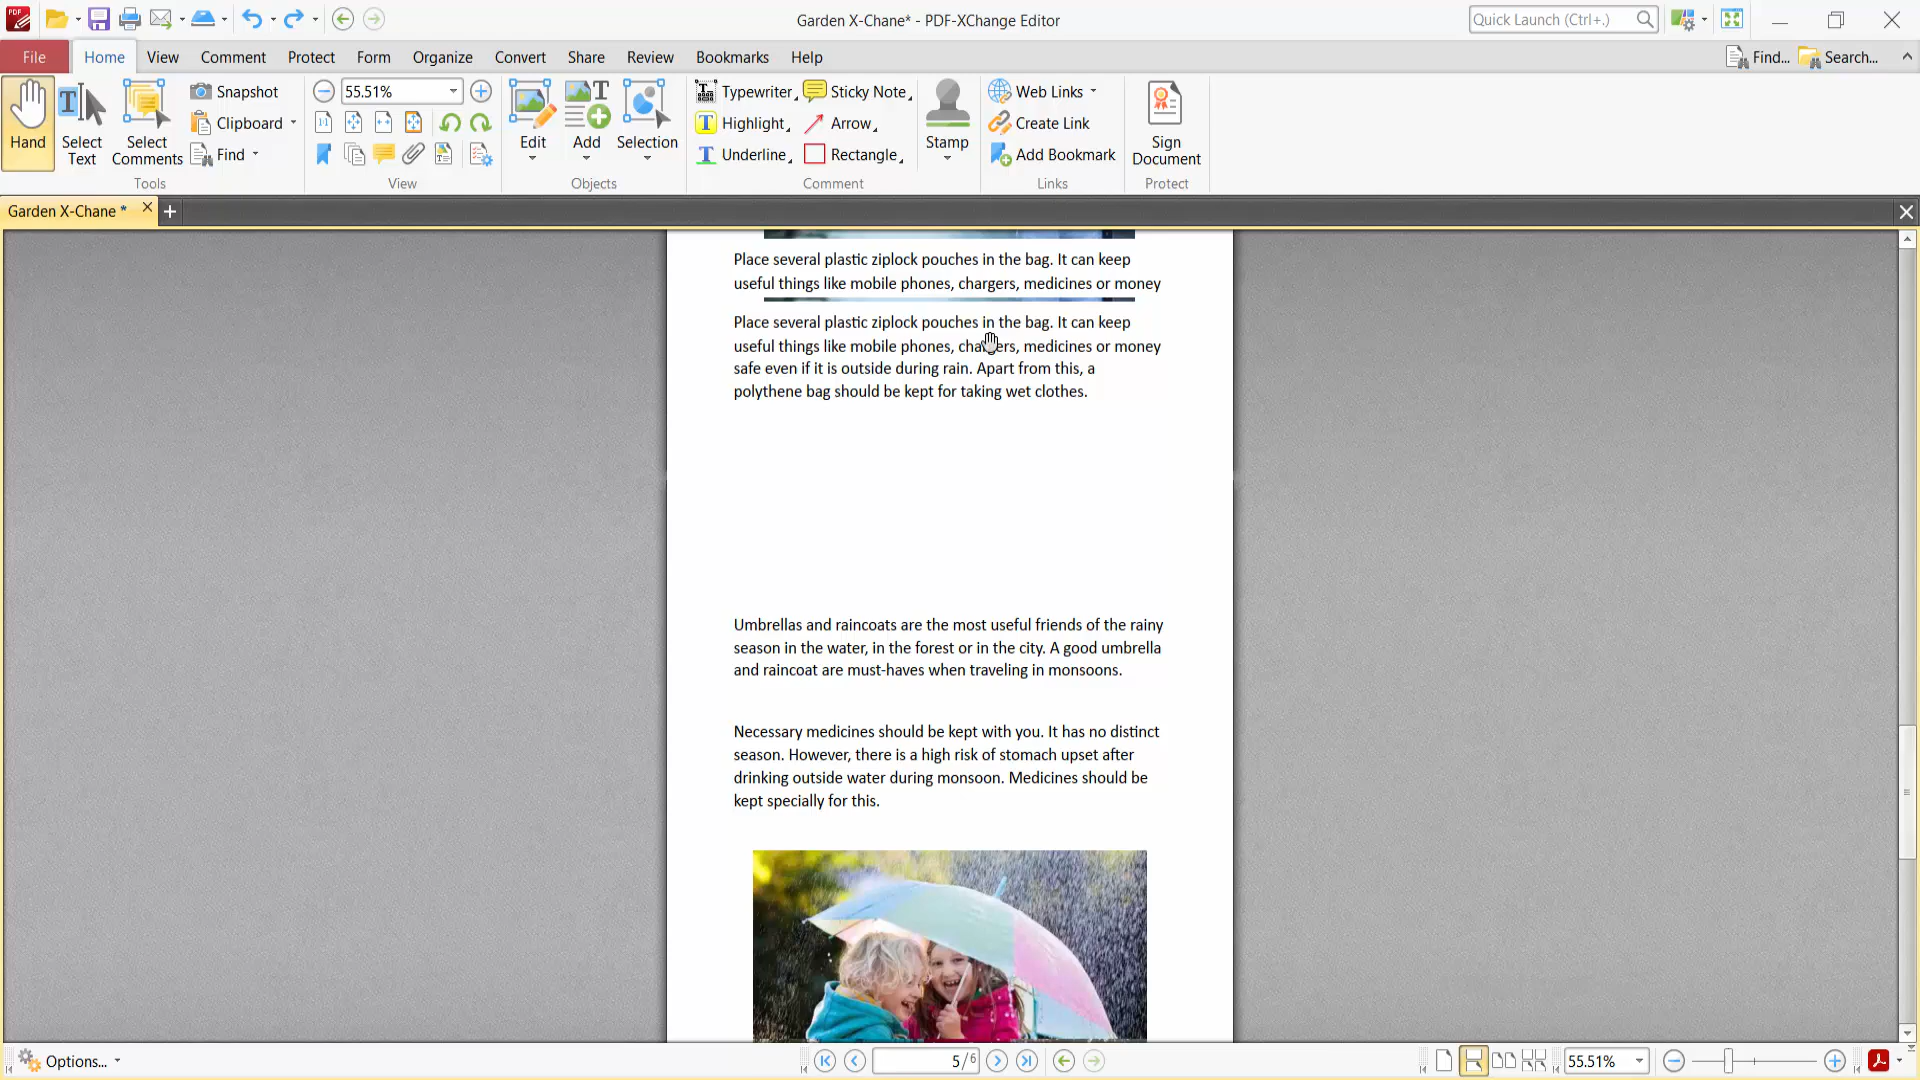 Garden X-Chane* - PDF-XChange Editor
Quick Launch (Ctrl+.)
File Home View Comment Protect Form Organize Convert Share Review Bookmarks Help
Find... Search...
Hand
Select Text
Select Comments
Snapshot
Clipboard
Find
Tools
55.51%
View
Edit
Add
Selection
Objects
Typewriter
Highlight
Underline
Sticky Note
Arrow
Rectangle
Stamp
Comment
Web Links
Create Link
Add Bookmark
Links
Sign Document
Protect
Garden X-Chane *
Place several plastic ziplock pouches in the bag. It can keep
useful things like mobile phones, chargers, medicines or money
Place several plastic ziplock pouches in the bag. It can keep
useful things like mobile phones, chargers, medicines or money
safe even if it is outside during rain. Apart from this, a
polythene bag should be kept for taking wet clothes.
Umbrellas and raincoats are the most useful friends of the rainy
season in the water, in the forest or in the city. A good umbrella
and raincoat are must-haves when traveling in monsoons.
Necessary medicines should be kept with you. It has no distinct
season. However, there is a high risk of stomach upset after
drinking outside water during monsoon. Medicines should be
kept specially for this.
Options...
5/6
55.51%